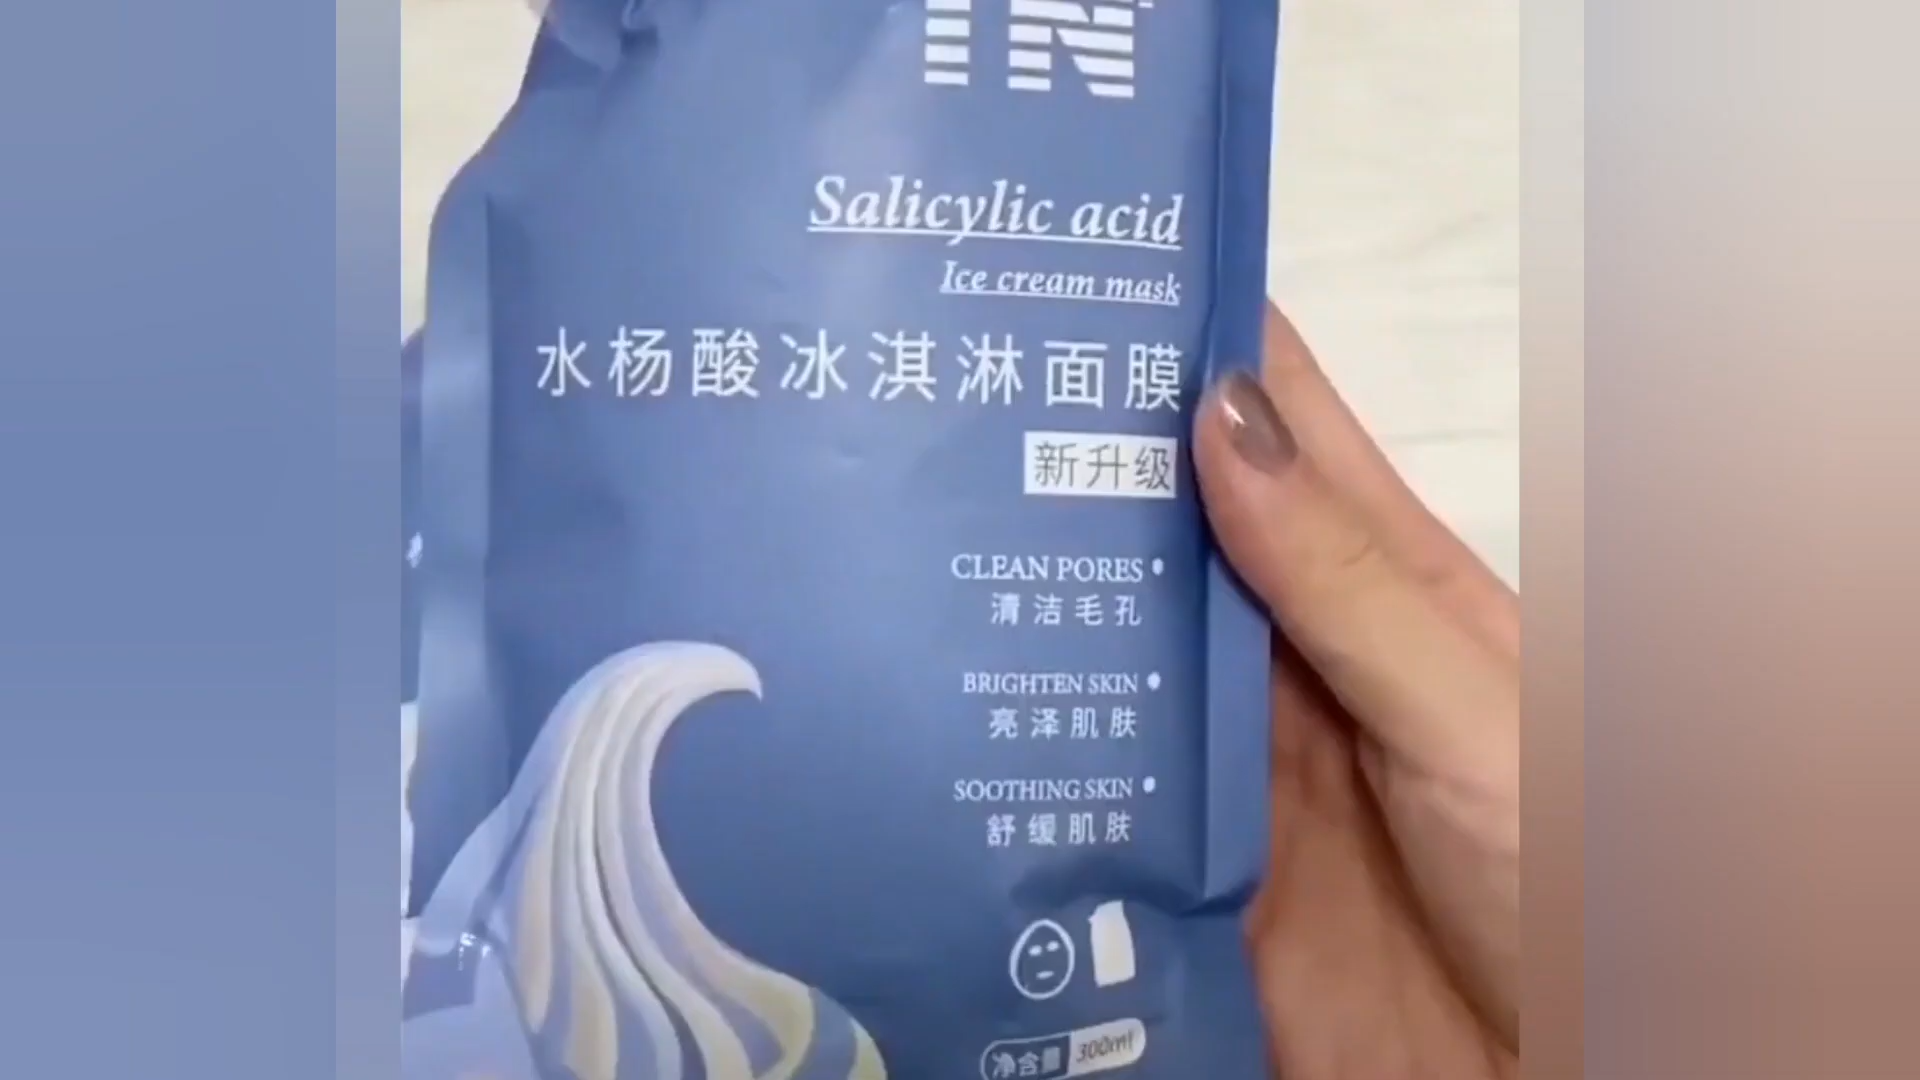 Salicylic acid
Ice cream mask
水杨酸冰淇淋面膜
新升级
CLEAN PORES •
清洁毛孔
BRIGHTEN SKIN •
亮泽肌肤
SOOTHING SKIN •
舒缓肌肤
净含量 300ml